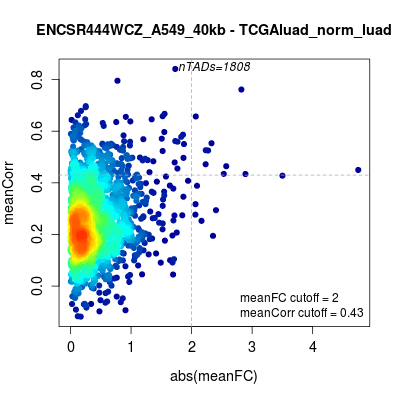 ENCSR444WCZ_A549_40kb - TCGAluad_norm_luad
nTADs=1808
meanCorr
0.8
0.6
0.4
0.2
0.0
meanFC cutoff = 2
meanCorr cutoff = 0.43
0 1 2 3 4
abs(meanFC)